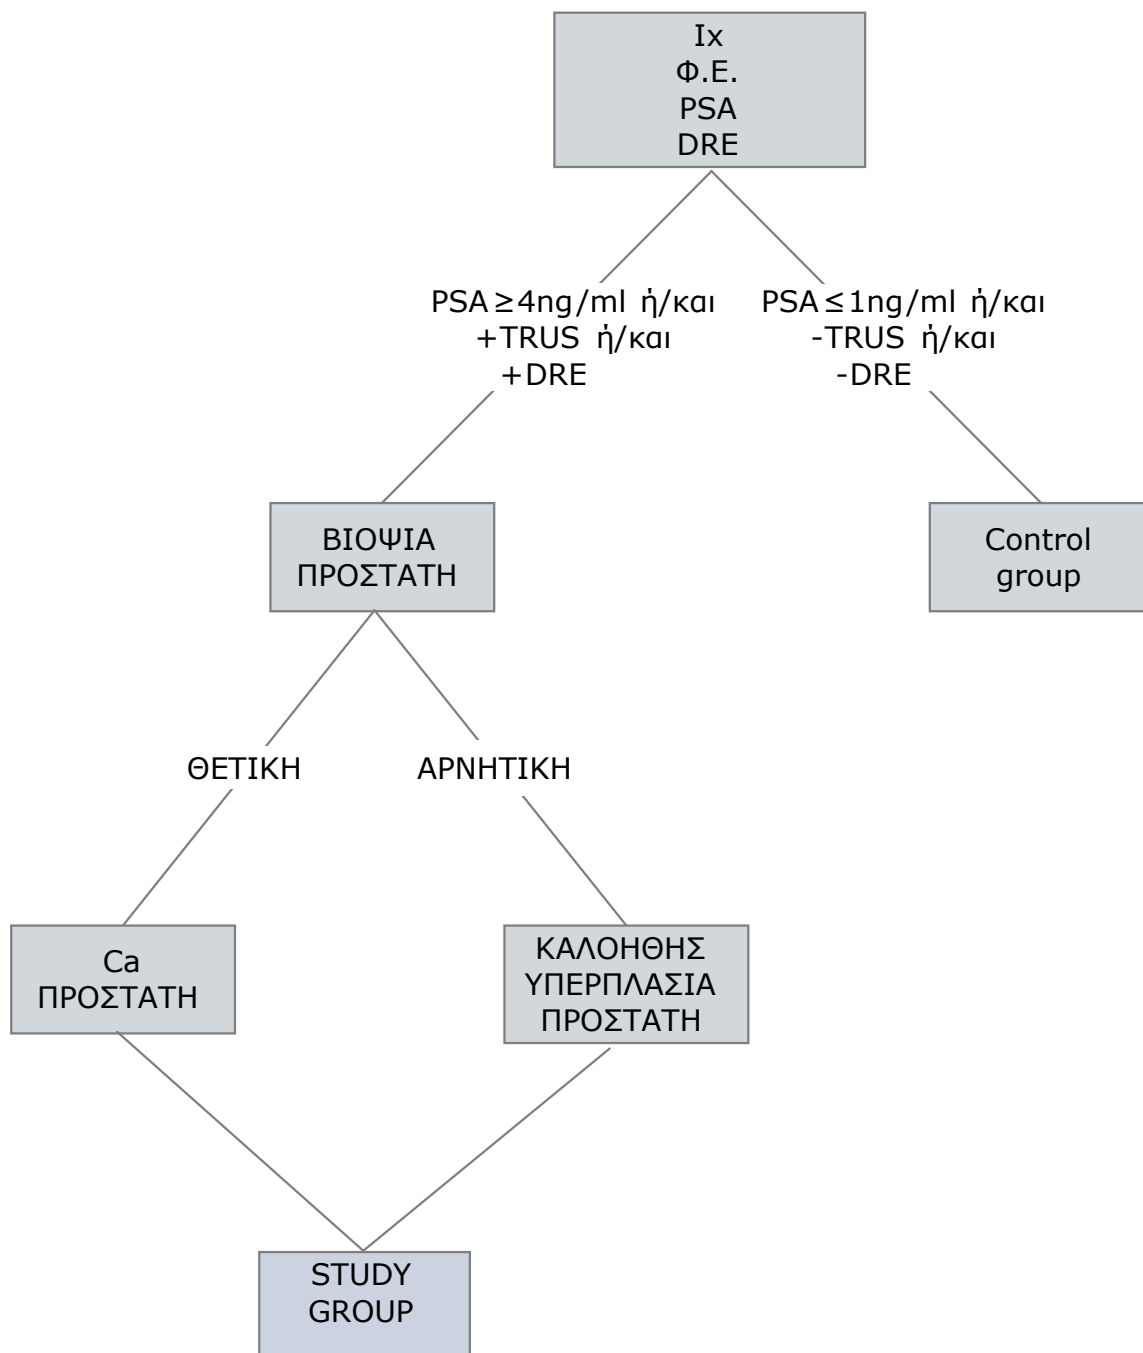 Ix
Φ.Ε.
PSA
DRE
PSA≥4ng/ml ή/και
+TRUS ή/και
+DRE
PSA≤1ng/ml ή/και
-TRUS ή/και
-DRE
ΒΙΟΨΙΑ
ΠΡΟΣΤΑΤΗ
Control
group
ΘΕΤΙΚΗ
ΑΡΝΗΤΙΚΗ
Ca
ΠΡΟΣΤΑΤΗ
ΚΑΛΟΗΘΗΣ
ΥΠΕΡΠΛΑΣΙΑ
ΠΡΟΣΤΑΤΗ
STUDY
GROUP